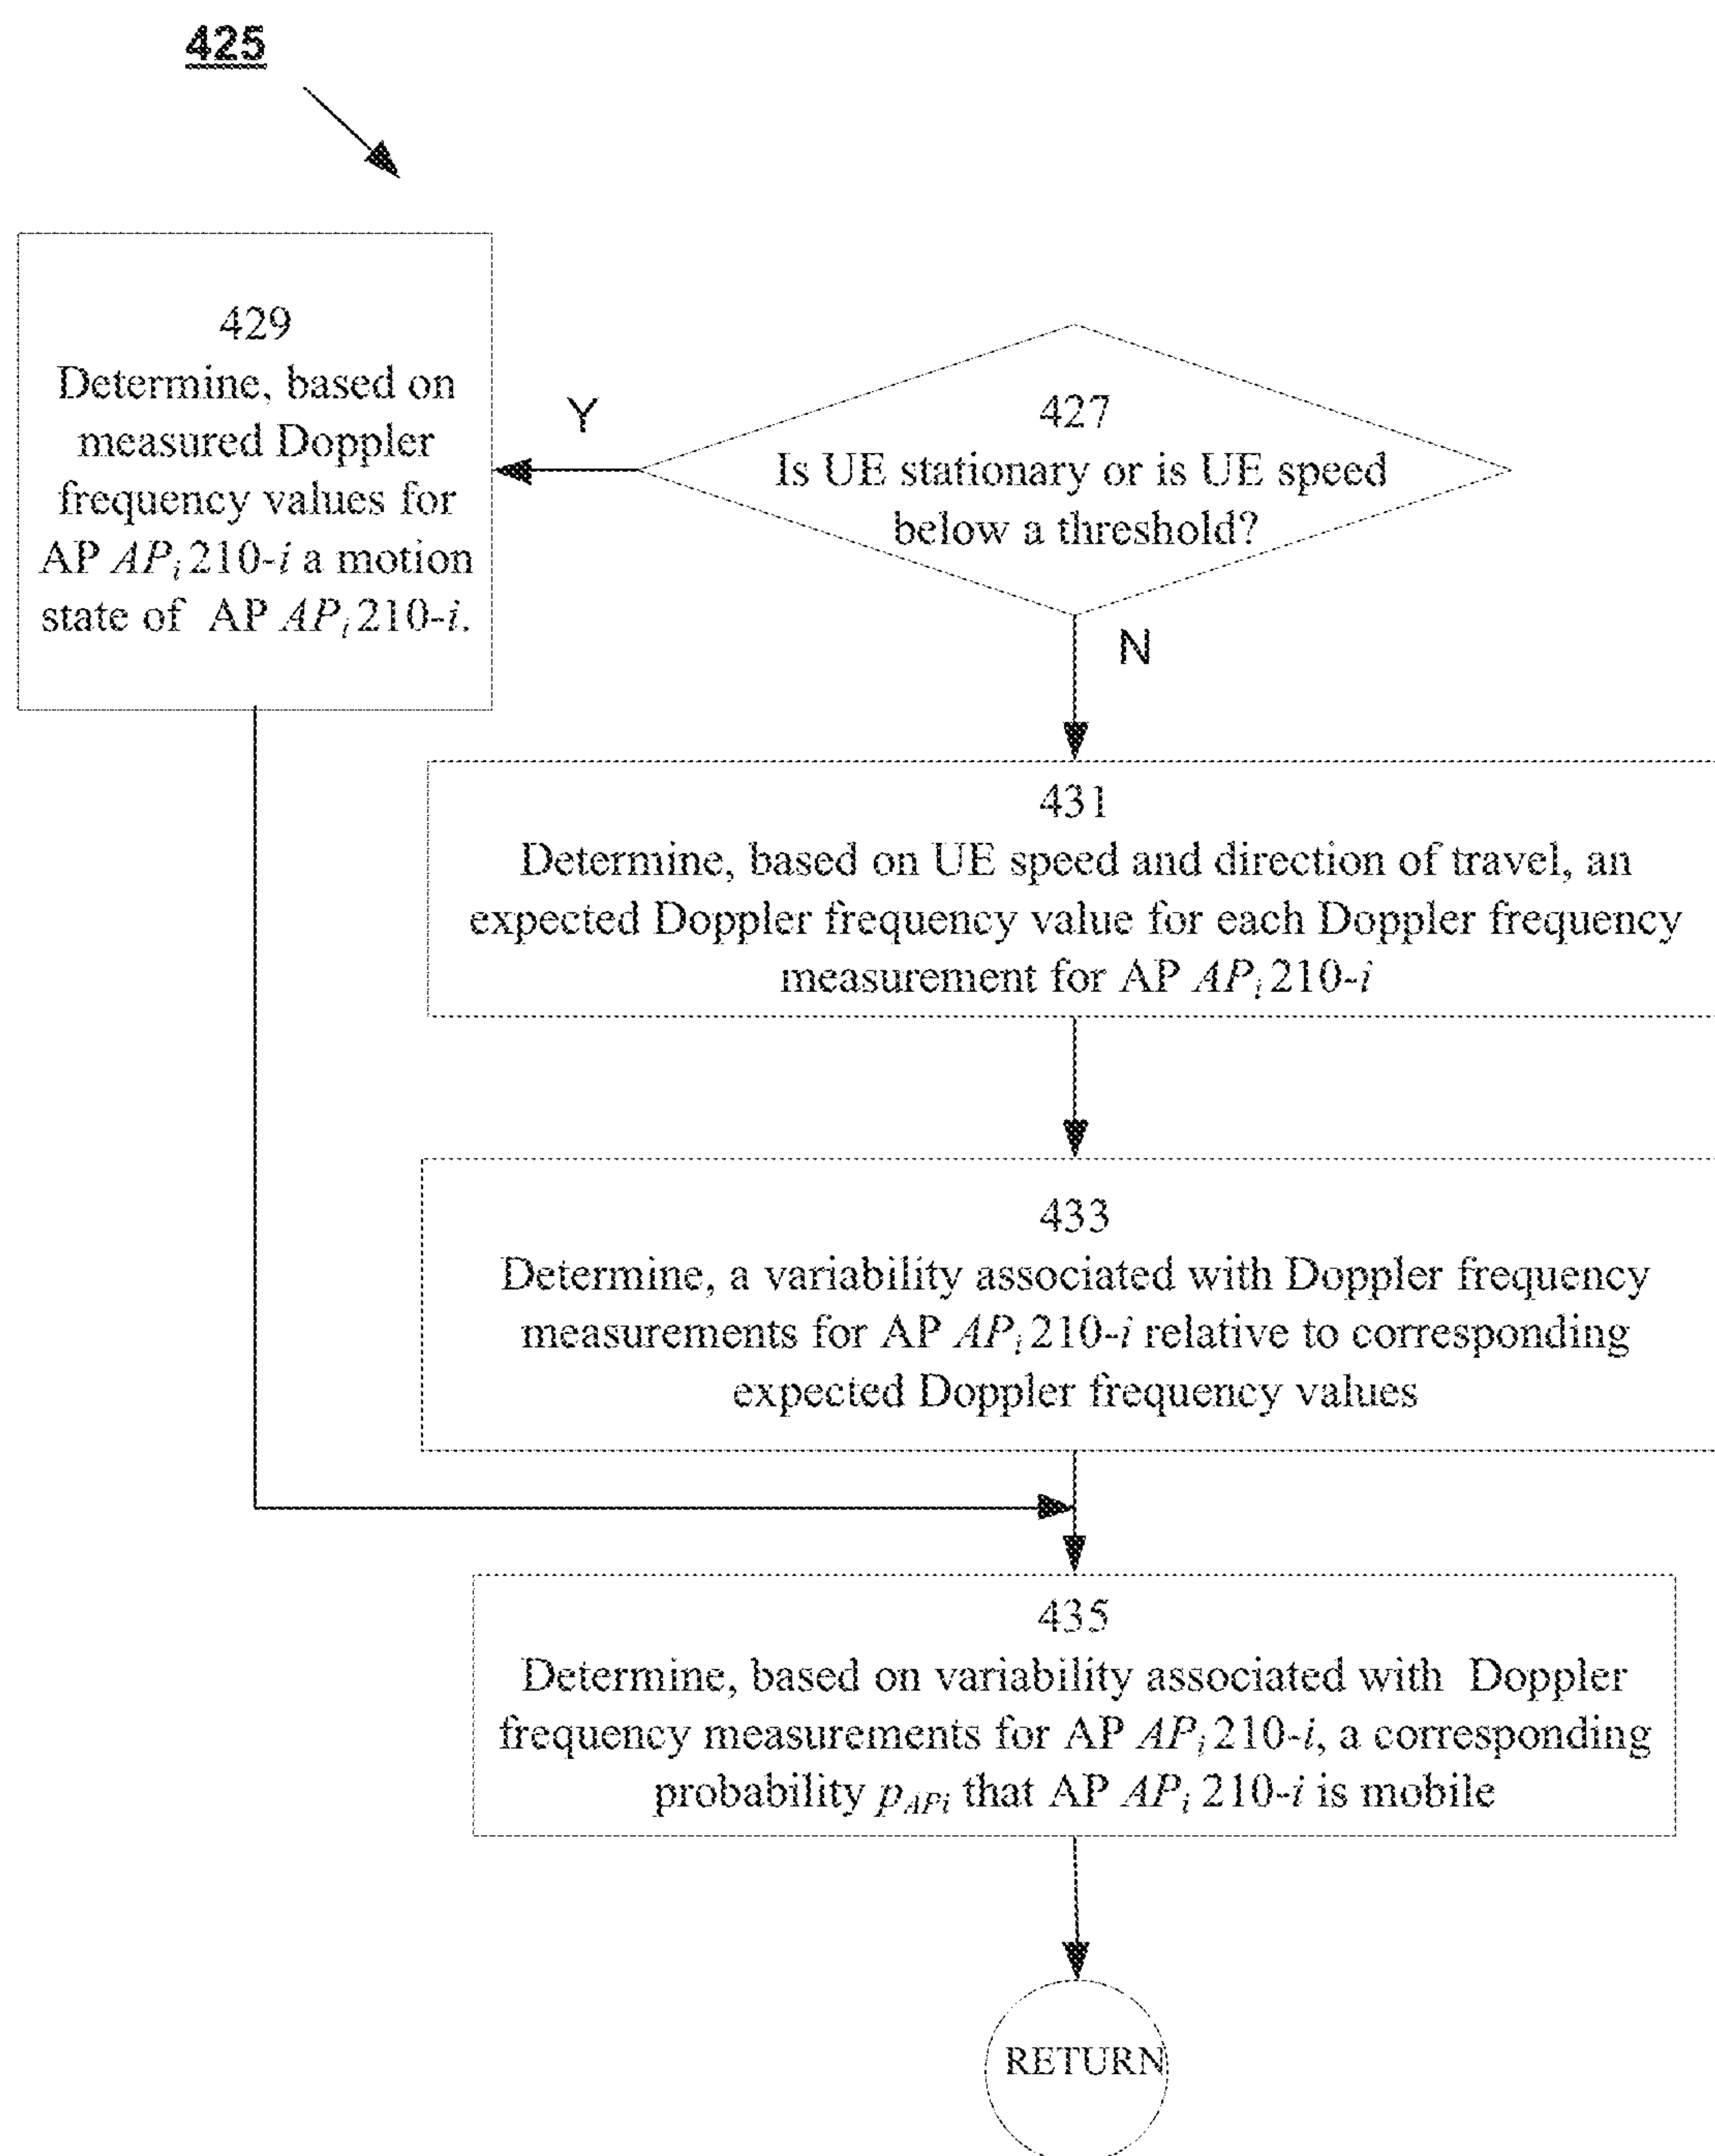 425
429
Determine, based on
measured Doppler
frequency values for
AP APi 210-i a motion
state of AP APi 210-i.
Y
427
Is UE stationary or is UE speed
below a threshold?
N
431
Determine, based on UE speed and direction of travel, an
expected Doppler frequency value for each Doppler frequency
measurement for AP APi 210-i
433
Determine, a variability associated with Doppler frequency
measurements for AP APi 210-i relative to corresponding
expected Doppler frequency values
435
Determine, based on variability associated with Doppler
frequency measurements for AP APi 210-i, a corresponding
probability pAPi that AP APi 210-i is mobile
RETURN